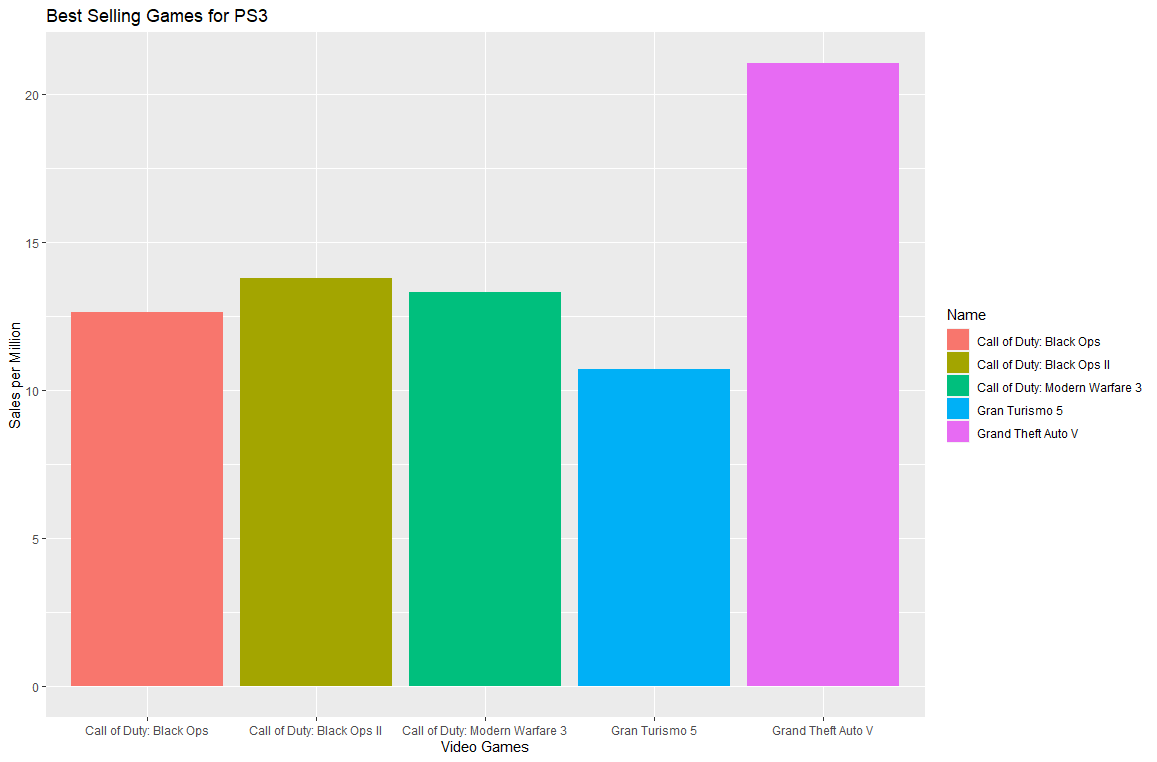 Best Selling Games for PS3
Sales per Million
20
15
10
5
0
Call of Duty: Black Ops
Call of Duty: Black Ops II
Call of Duty: Modern Warfare 3
Gran Turismo 5
Grand Theft Auto V
Video Games
Name
Call of Duty: Black Ops
Call of Duty: Black Ops II
Call of Duty: Modern Warfare 3
Gran Turismo 5
Grand Theft Auto V